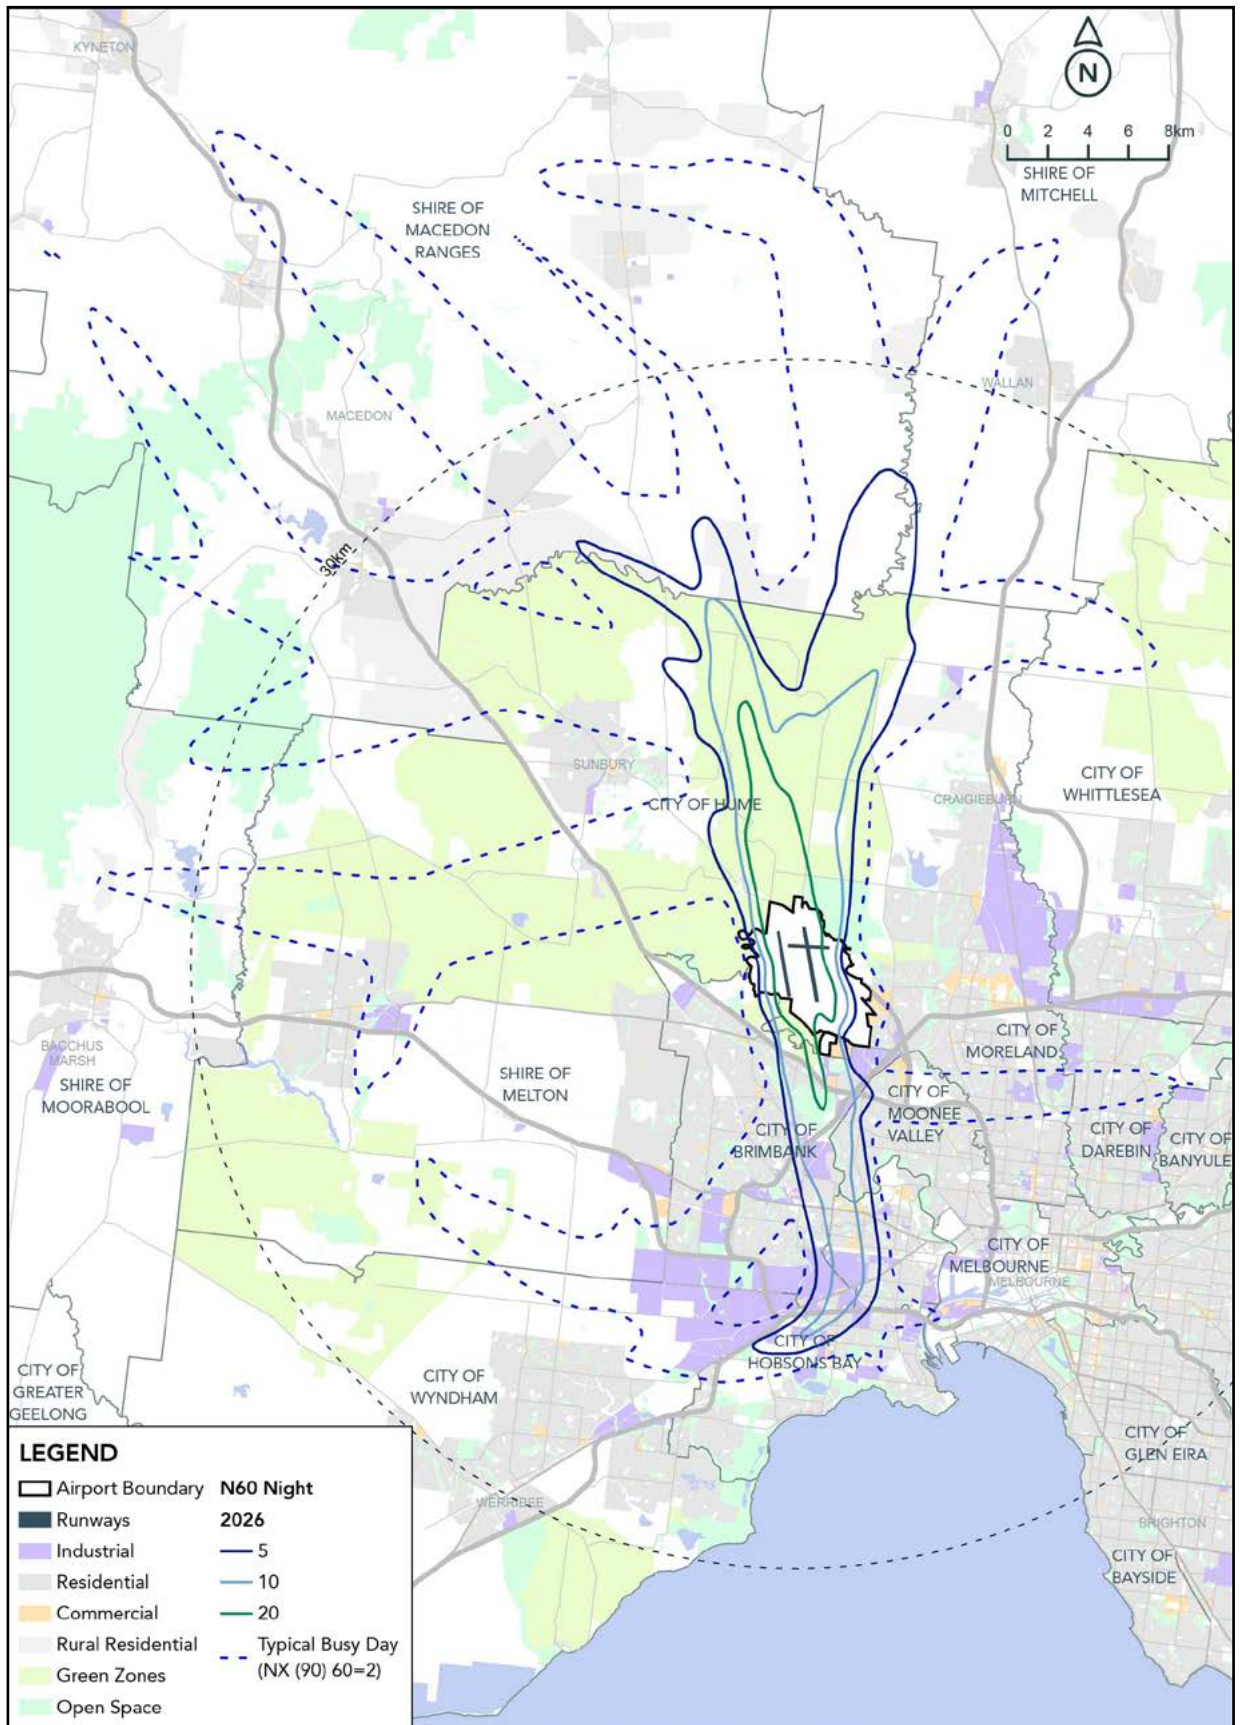 KYNETON
N
0 2 4 6 8km
SHIRE OF
MITCHELL
SHIRE OF
MACEDON
RANGES
WALLAN
MACEDON
30km
SUNBURY
CITY OF HUME
CITY OF
WHITTLESEA
CRAIGIEBURN
CITY OF
MORELAND
BACCHUS
MARSH
SHIRE OF
MOORABOOL
SHIRE OF
MELTON
CITY OF
MOONEE
VALLEY
CITY OF
BRIMBANK
CITY OF
DAREBIN
CITY OF
BANYULE
CITY OF
MELBOURNE
MELBOURNE
CITY OF
HOBSONS BAY
CITY OF
GREATER
GEELONG
CITY OF
WYNDHAM
CITY OF
GLEN EIRA
WERRIBEE
BRIGHTON
CITY OF
BAYSIDE
LEGEND
Airport Boundary
Runways
Industrial
Residential
Commercial
Rural Residential
Green Zones
Open Space
N60 Night
2026
5
10
20
Typical Busy Day
(NX (90) 60=2)